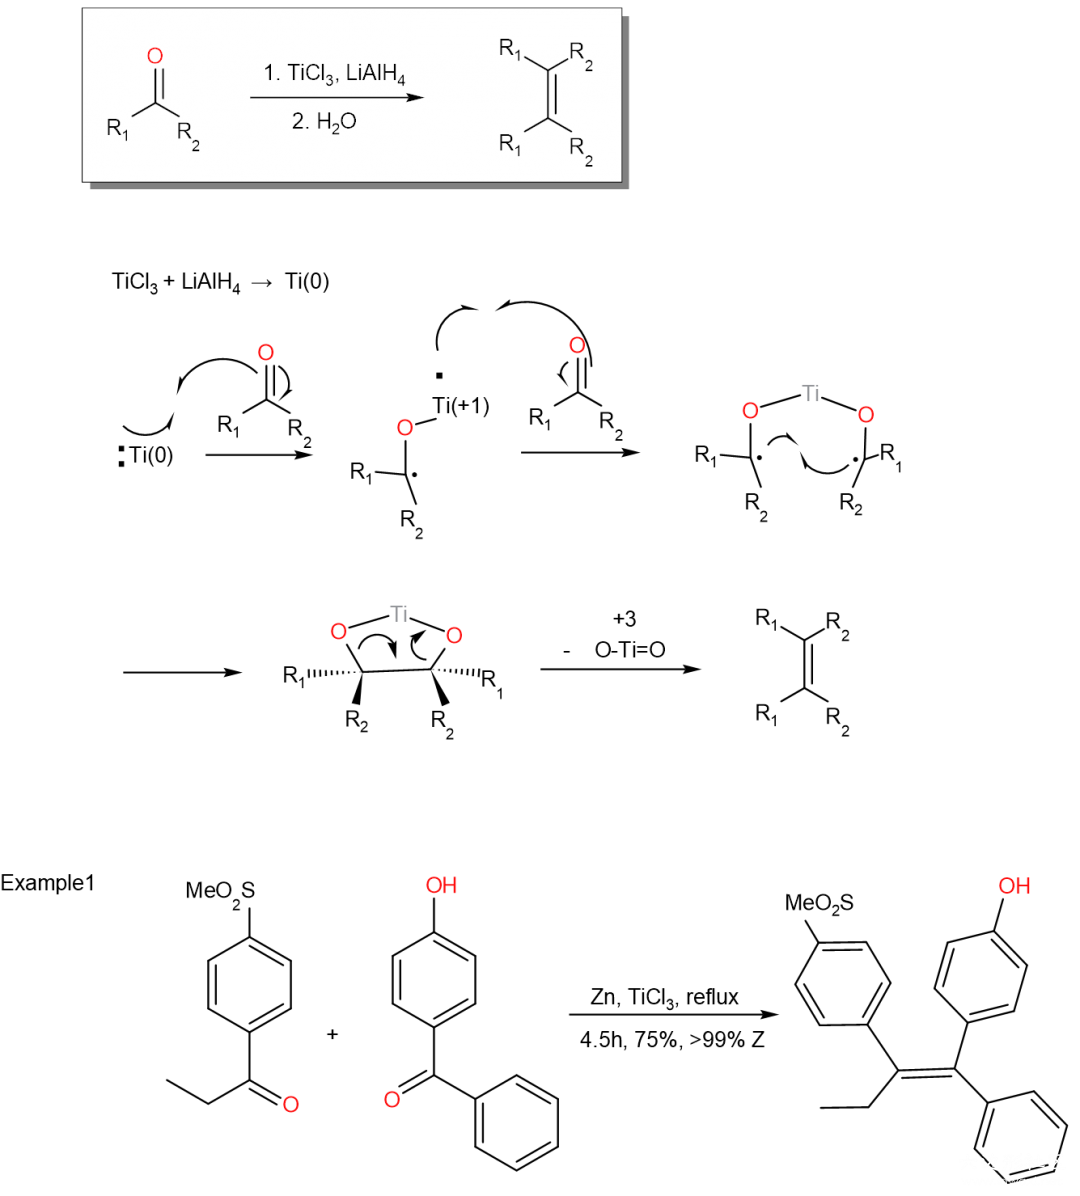 O
R₁
R₂
1. TiCl₃, LiAlH₄
2. H₂O
R₁ R₂
R₁ R₂
TiCl₃ + LiAlH₄ → Ti(0)
:Ti(0)
O
R₁ R₂
Ti(+1)
O
R₁
R₂
O
R₁ R₂
Ti
O O
R₁ R₁
R₂ R₂
Ti
O O
R₁ R₁
R₂ R₂
+3
- O-Ti=O
R₁ R₂
R₁ R₂
Example1
MeO₂S
O
+
OH
O
Zn, TiCl₃, reflux
4.5h, 75%, >99% Z
MeO₂S
OH